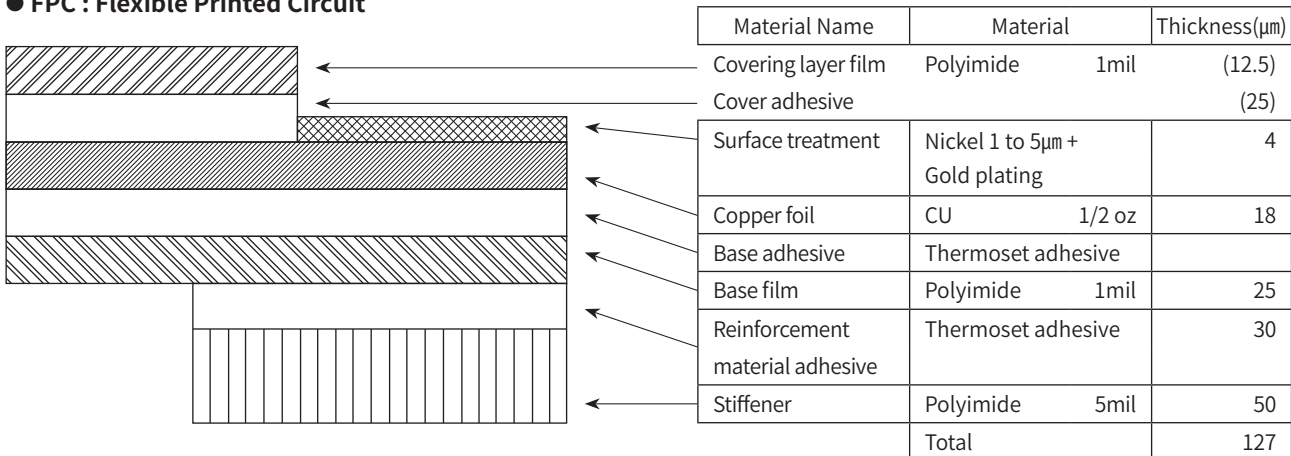 ● FPC : Flexible Printed Circuit
Material Name Material Thickness(μm)
Covering layer film Polyimide 1mil (12.5)
Cover adhesive (25)
Surface treatment Nickel 1 to 5μm + 4
Gold plating
Copper foil CU 1/2 oz 18
Base adhesive Thermoset adhesive
Base film Polyimide 1mil 25
Reinforcement Thermoset adhesive 30
material adhesive
Stiffener Polyimide 5mil 50
Total 127